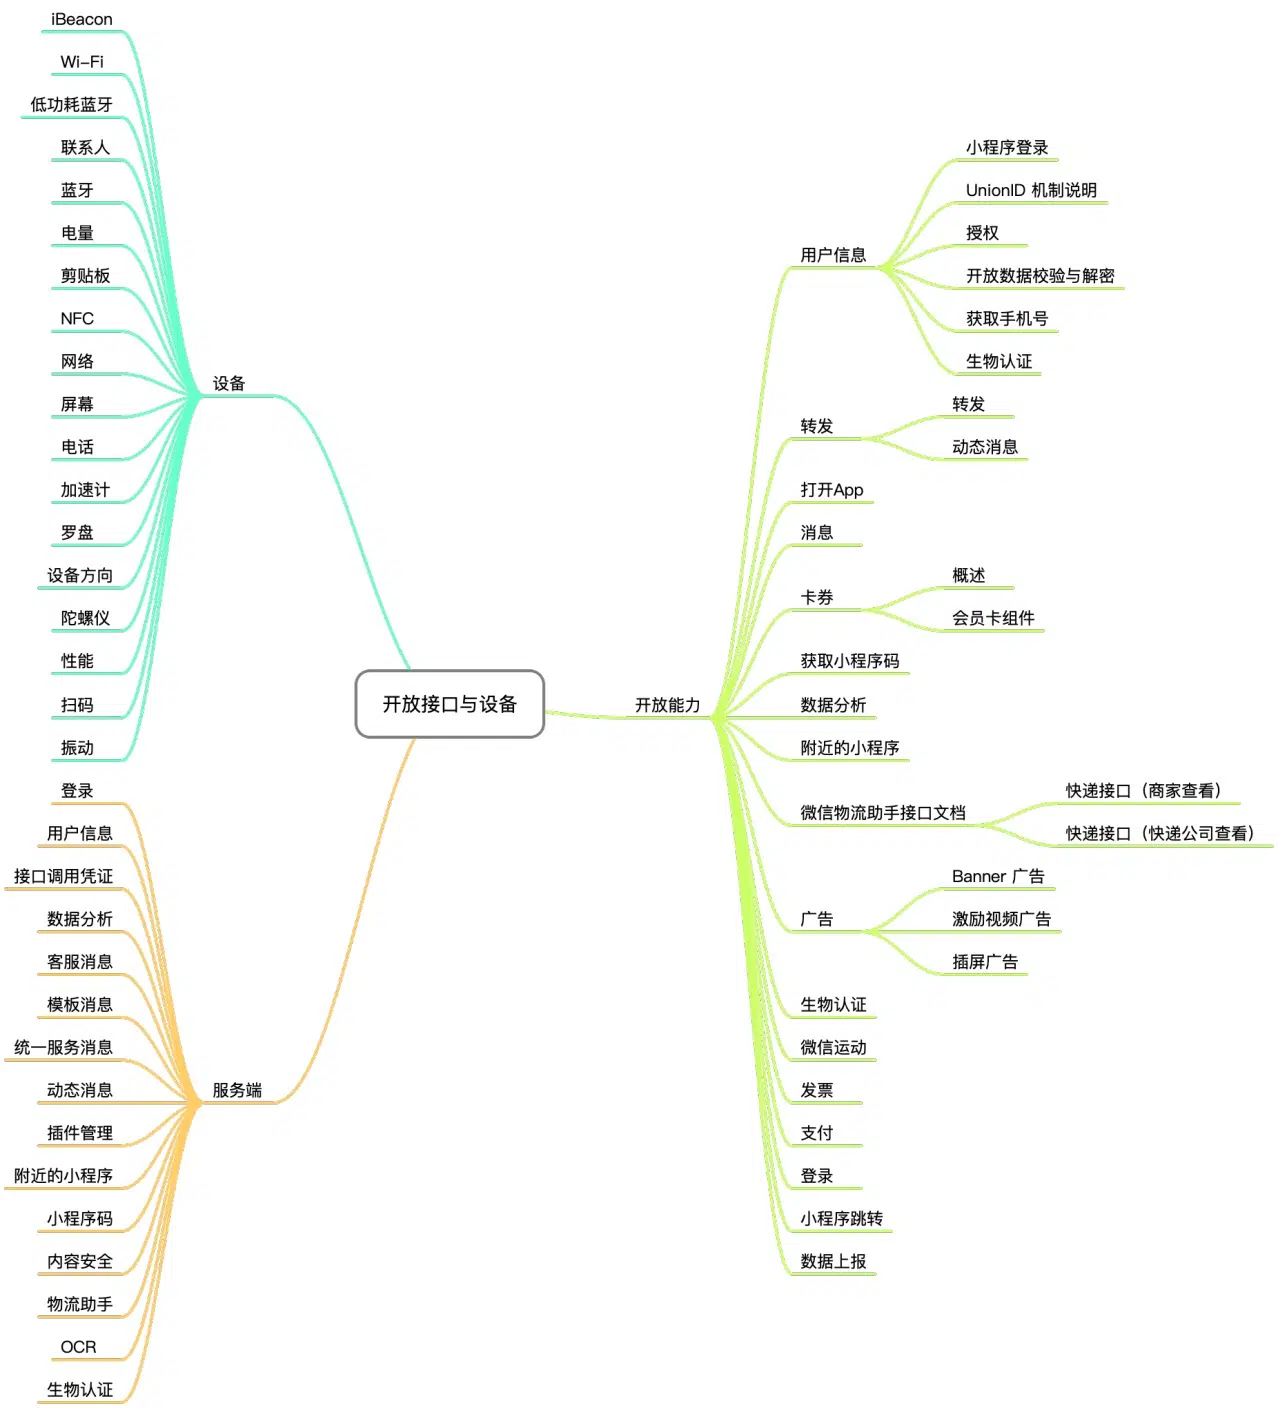 开放接口与设备
设备
iBeacon
Wi-Fi
低功耗蓝牙
联系人
蓝牙
电量
剪贴板
NFC
网络
屏幕
电话
加速计
罗盘
设备方向
陀螺仪
性能
扫码
振动
服务端
登录
用户信息
接口调用凭证
数据分析
客服消息
模板消息
统一服务消息
动态消息
插件管理
附近的小程序
小程序码
内容安全
物流助手
OCR
生物认证
开放能力
用户信息
小程序登录
UnionID 机制说明
授权
开放数据校验与解密
获取手机号
生物认证
转发
转发
动态消息
打开App
消息
卡券
概述
会员卡组件
获取小程序码
数据分析
附近的小程序
微信物流助手接口文档
快递接口（商家查看）
快递接口（快递公司查看）
广告
Banner 广告
激励视频广告
插屏广告
生物认证
微信运动
发票
支付
登录
小程序跳转
数据上报